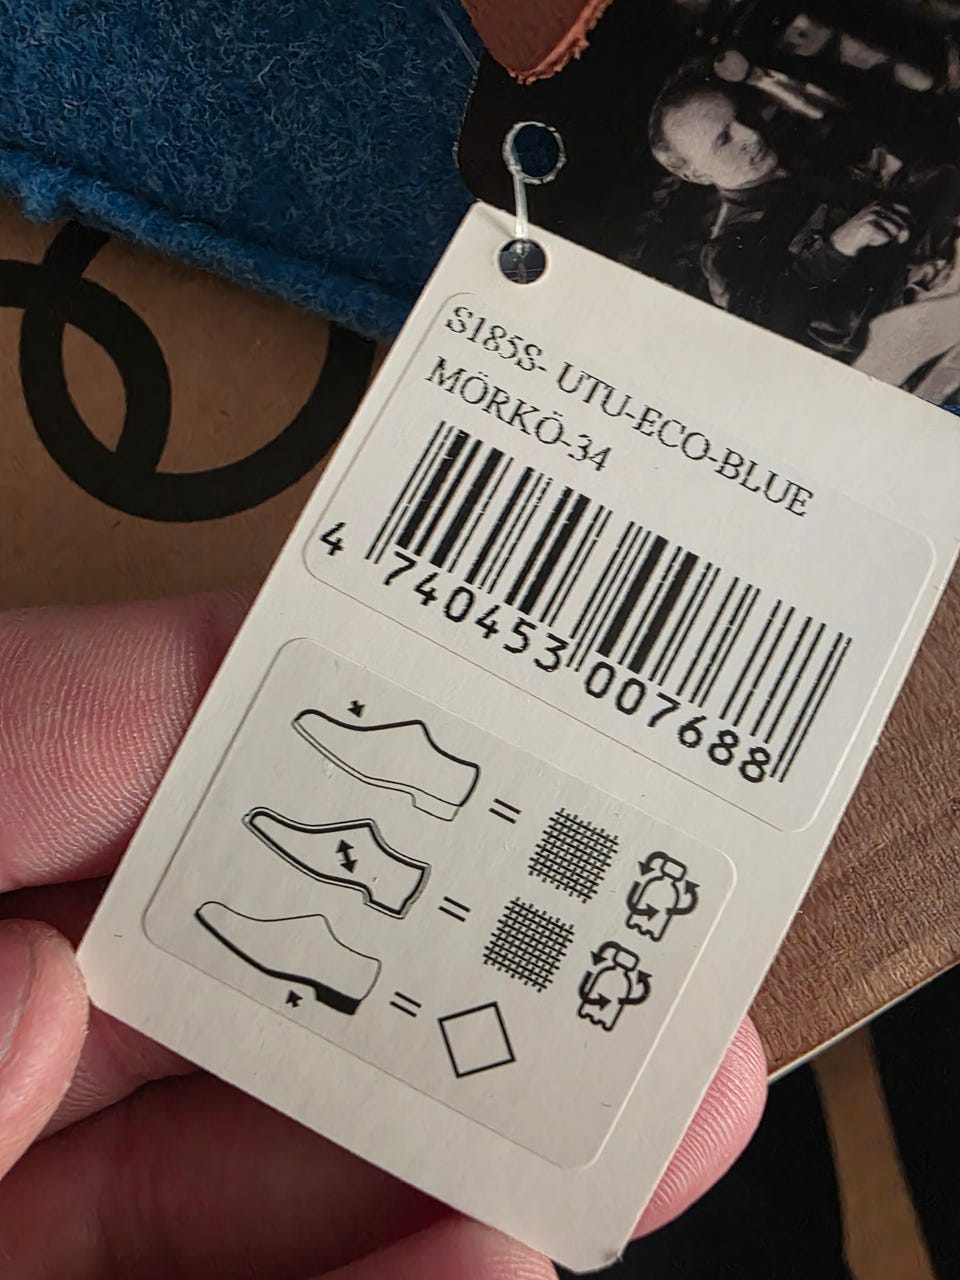 S185S- UTU-ECO-BLUE
MÖRKÖ-34
4 740453 007688